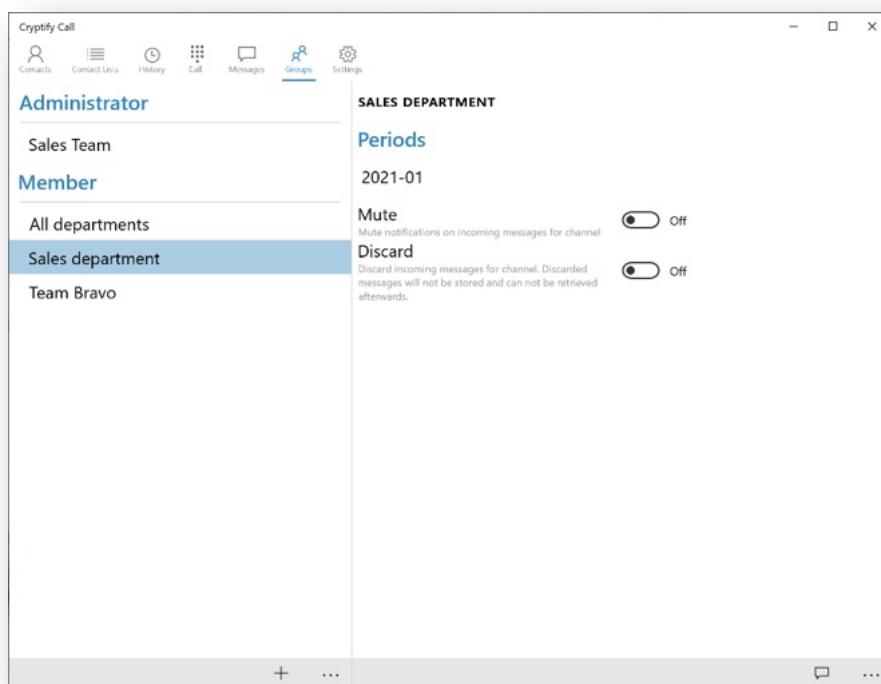 Cryptify Call
Contacts
Contact Lists
History
Call
Messages
Groups
Settings
Administrator
Sales Team
Member
All departments
Sales department
Team Bravo
SALES DEPARTMENT
Periods
2021-01
Mute
Off
Mute notifications on incoming messages for channel
Discard
Off
Discard incoming messages for channel. Discarded
messages will not be stored and can not be retrieved
afterwards.